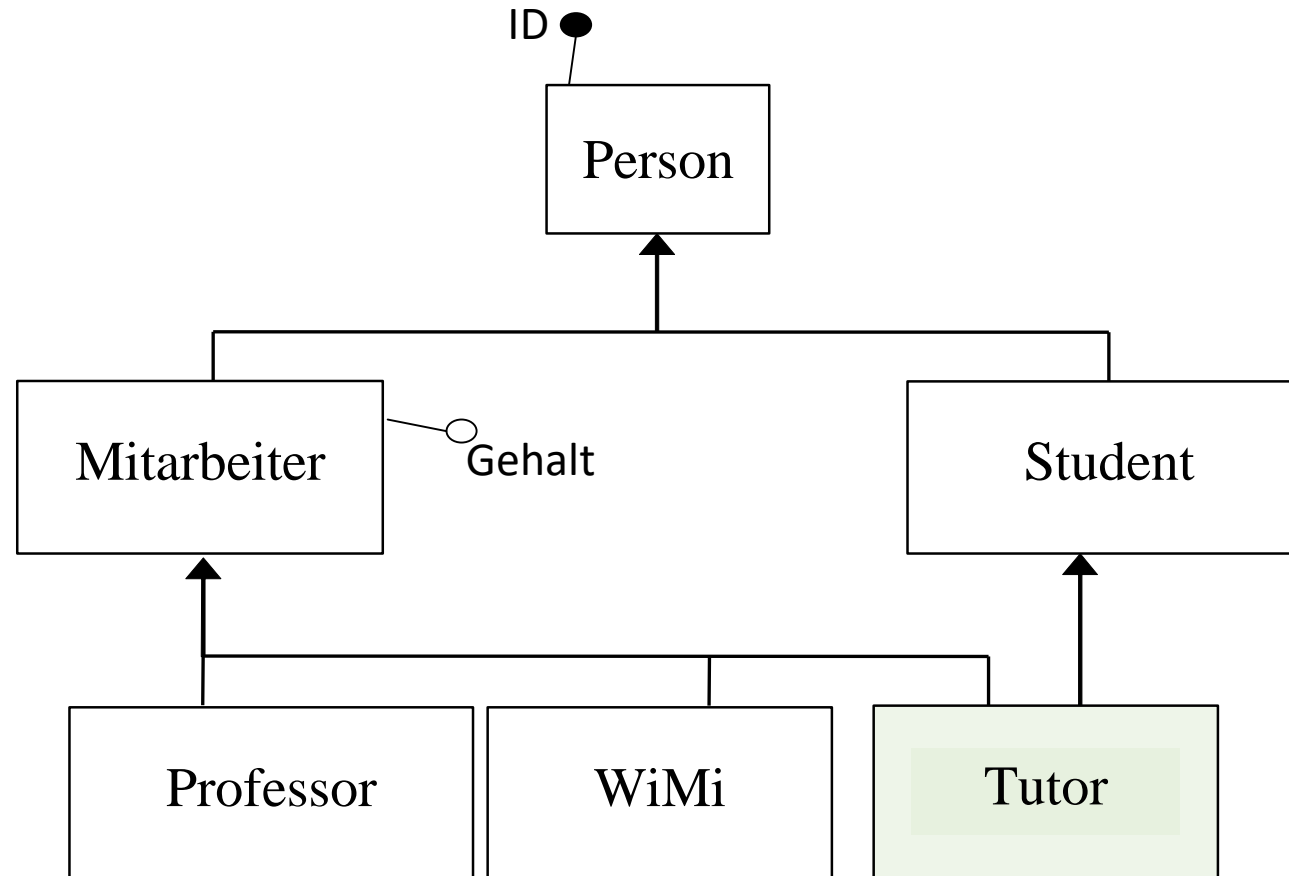 ID
Person
Mitarbeiter
Gehalt
Student
Professor
WiMi
Tutor